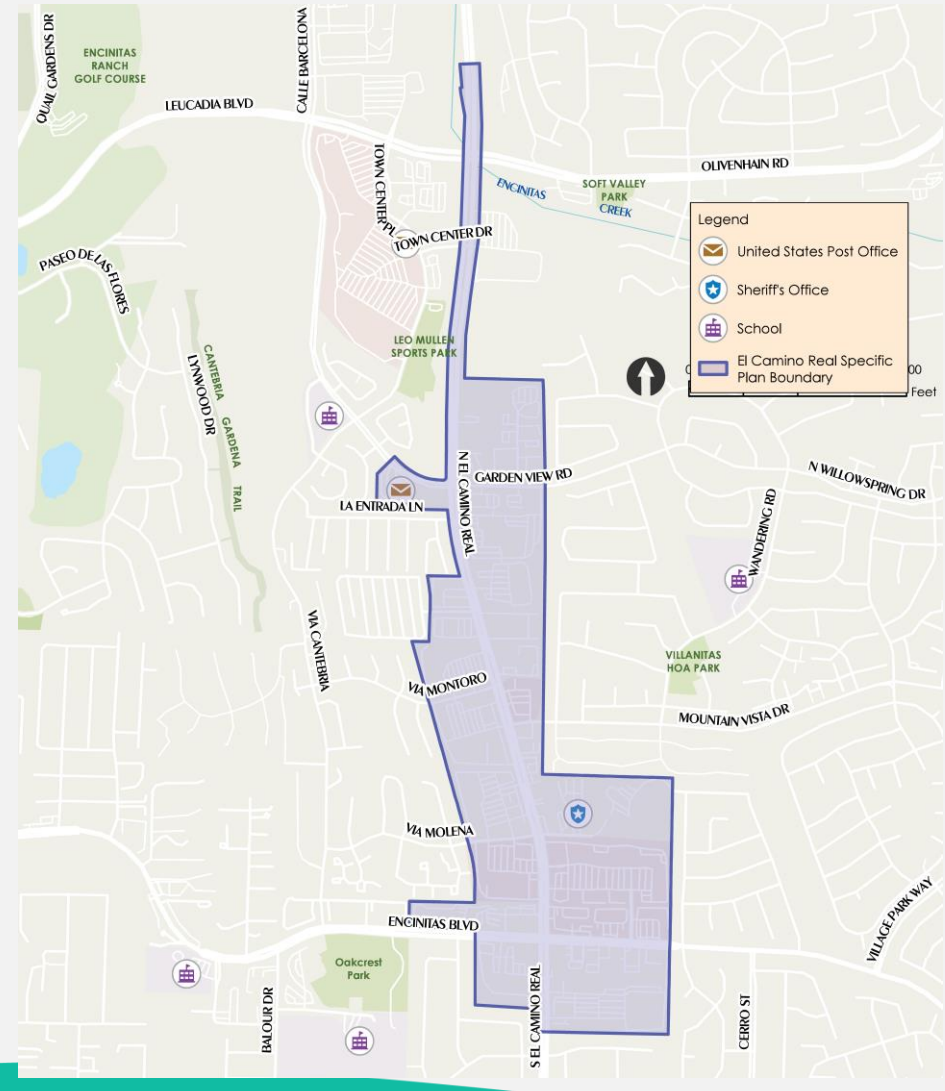 QUAIL GARDENS DR
ENCINITAS
RANCH
GOLF COURSE
CALLE BARCELONA
LEUCADIA BLVD
OLIVENHAIN RD
TOWN CENTER PL
TOWN CENTER DR
ENCINITAS
CREEK
SOFT VALLEY
PARK
Legend
United States Post Office
Sheriff's Office
School
El Camino Real Specific
Plan Boundary
Feet
PASEO DE LAS FLORES
LYNWOOD DR
CANTEBRIA GARDENA TRAIL
LEO MULLEN
SPORTS PARK
N EL CAMINO REAL
GARDEN VIEW RD
N WILLOWSPRING DR
LA ENTRADA LN
WANDERING RD
VIA CANTEBRIA
VILLANITAS
HOA PARK
VIA MONTORO
MOUNTAIN VISTA DR
VIA MOLENA
ENCINITAS BLVD
VILLAGE PARK WAY
Oakcrest
Park
BALOUR DR
S EL CAMINO REAL
CERRO ST